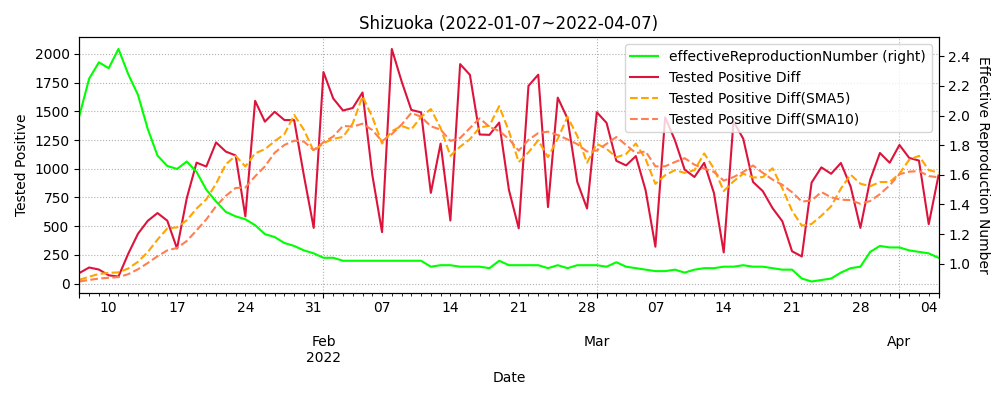 Shizuoka (2022-01-07~2022-04-07)
effectiveReproductionNumber (right)
Tested Positive Diff
Tested Positive Diff(SMA5)
Tested Positive Diff(SMA10)
Tested Positive
2000
1750
1500
1250
1000
750
500
250
0
2.4
2.2
2.0
1.8
1.6
1.4
1.2
1.0
Effective Reproduction Number
10 17 24 31 07 14 21 28 07 14 21 28 04
Feb Mar Apr
2022
Date